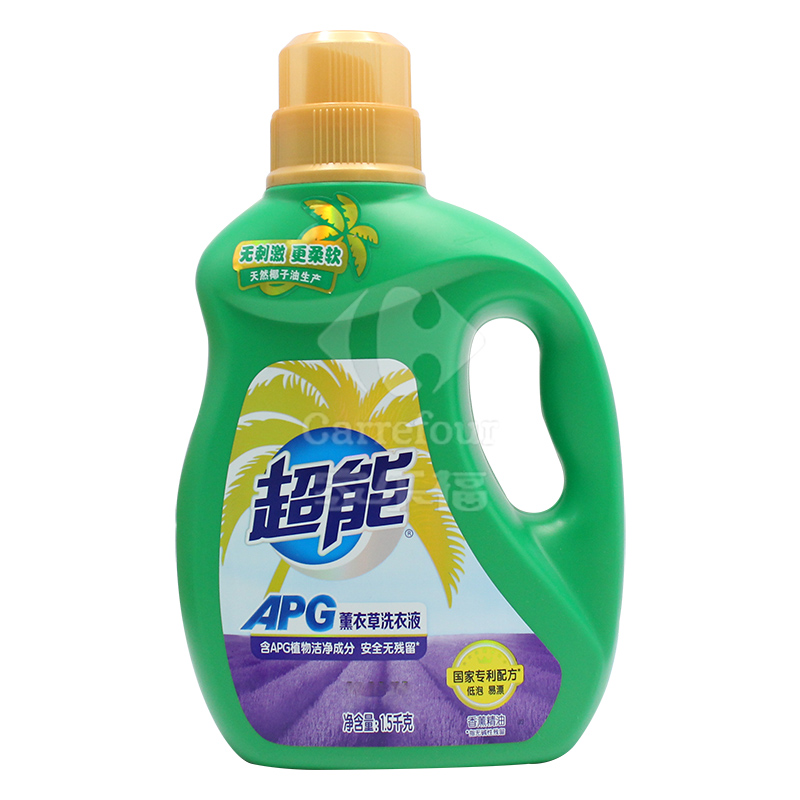 无刺激 更柔软
天然椰子油生产
Carrefour
家乐福
超能®
APG 薰衣草洗衣液
含APG植物洁净成分 安全无残留*
国家专利配方*
低泡 易漂
净含量:1.5千克
香薰精油